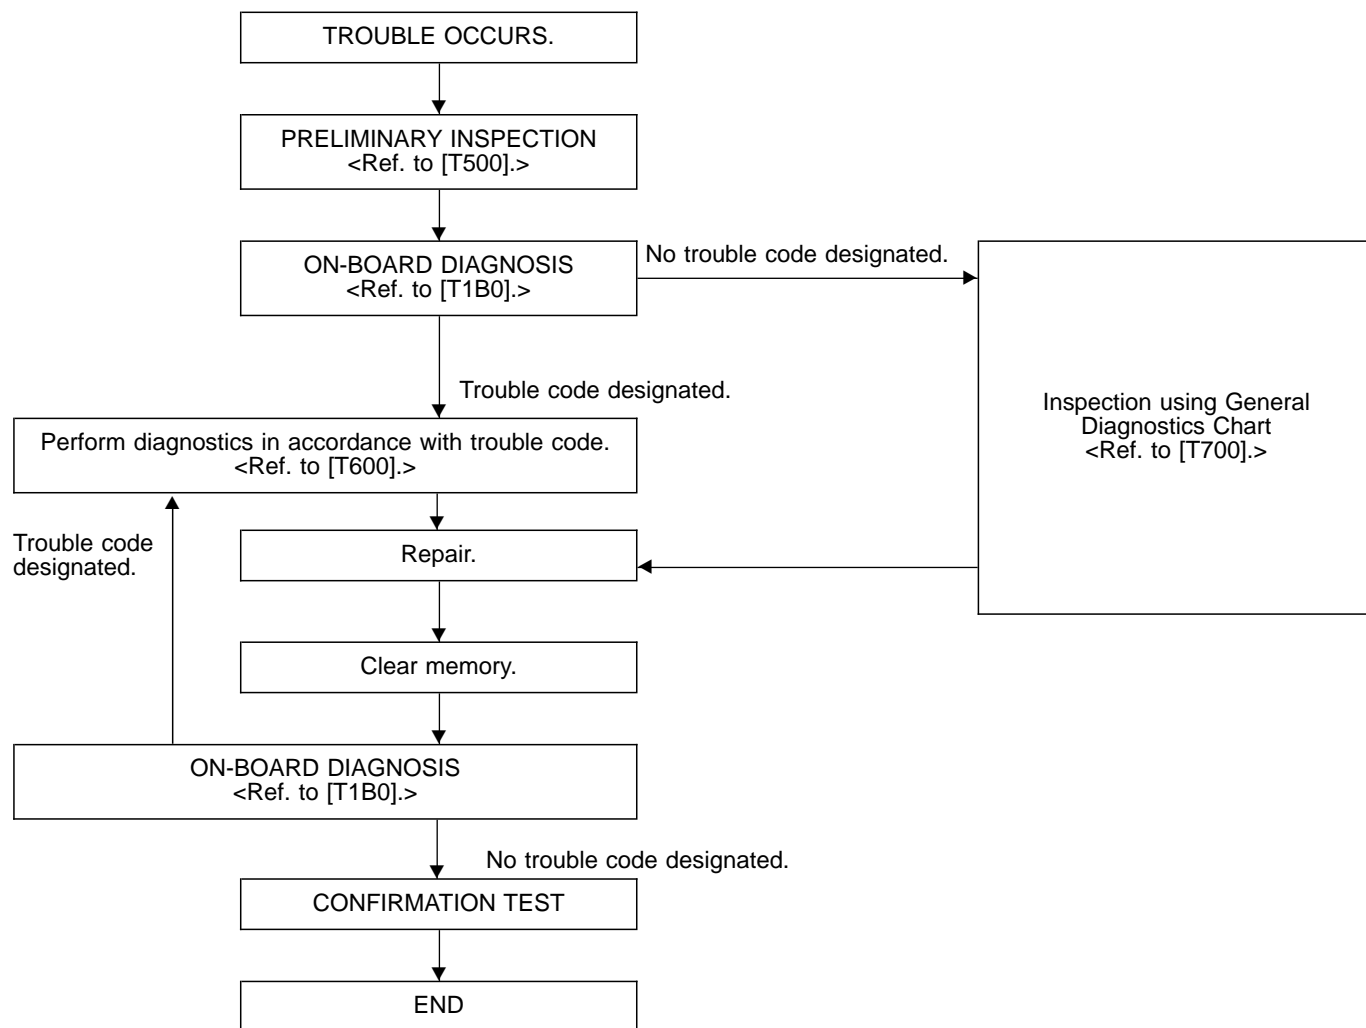 TROUBLE OCCURS.
PRELIMINARY INSPECTION
<Ref. to [T500].>
ON-BOARD DIAGNOSIS
<Ref. to [T1B0].>
No trouble code designated.
Trouble code designated.
Inspection using General
Diagnostics Chart
<Ref. to [T700].>
Perform diagnostics in accordance with trouble code.
<Ref. to [T600].>
Trouble code
designated.
Repair.
Clear memory.
ON-BOARD DIAGNOSIS
<Ref. to [T1B0].>
No trouble code designated.
CONFIRMATION TEST
END